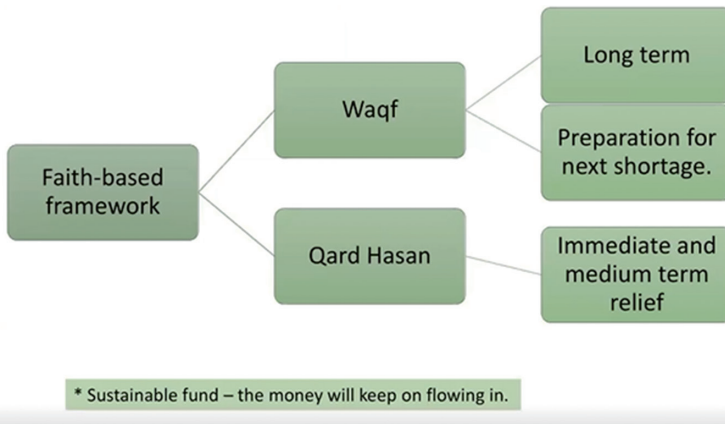 Faith-based
framework
Waqf
Qard Hasan
Long term
Preparation for
next shortage.
Immediate and
medium term
relief
* Sustainable fund – the money will keep on flowing in.